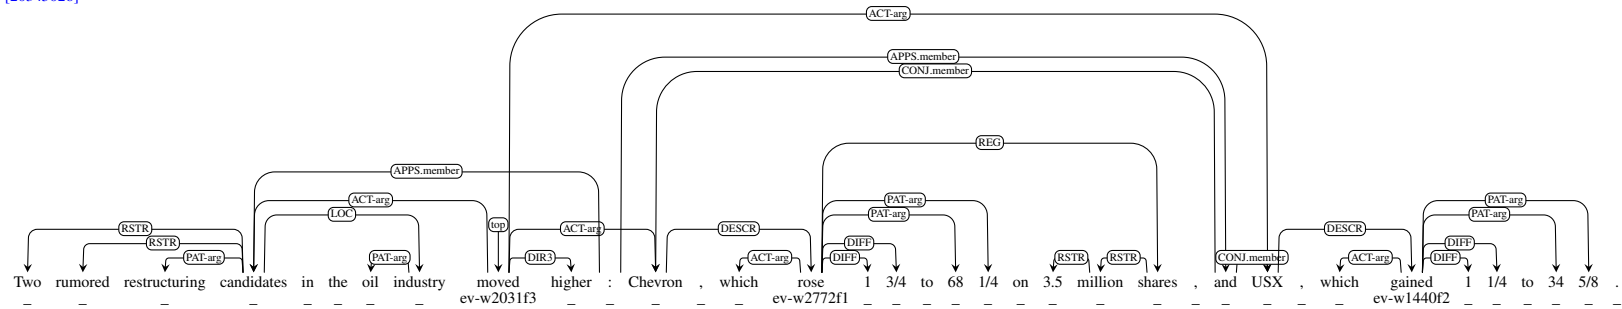 ACT-arg
APPS.member
CONJ.member
REG
APPS.member
ACT-arg PAT-arg PAT-arg
LOC PAT-arg PAT-arg
RSTR top ACT-arg DESCR DESCR
RSTR DIFF DIFF
PAT-arg PAT-arg DIR3 ACT-arg DIFF RSTR RSTR CONJ.member ACT-arg DIFF
Two rumored restructuring candidates in the oil industry moved higher : Chevron , which rose 1 3/4 to 68 1/4 on 3.5 million shares , and USX , which gained 1 1/4 to 34 5/8 .
_ _ _ _ _ _ _ _ ev-w2031f3 _ _ _ _ _ ev-w2772f1 _ _ _ _ _ _ _ _ _ _ _ _ _ _ ev-w1440f2 _ _ _ _ _ _